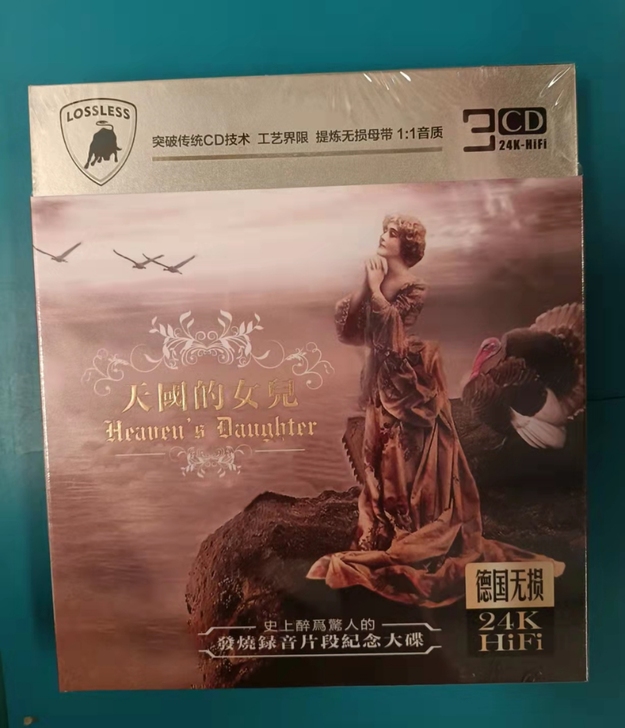 LOSSLESS
突破传统CD技术 工艺界限 提炼无损母带 1:1音质
3CD
24K-HiFi
天國的女兒
Heaven's Daughter
德国无损
24K
HiFi
史上醉爲驚人的
發燒録音片段紀念大碟